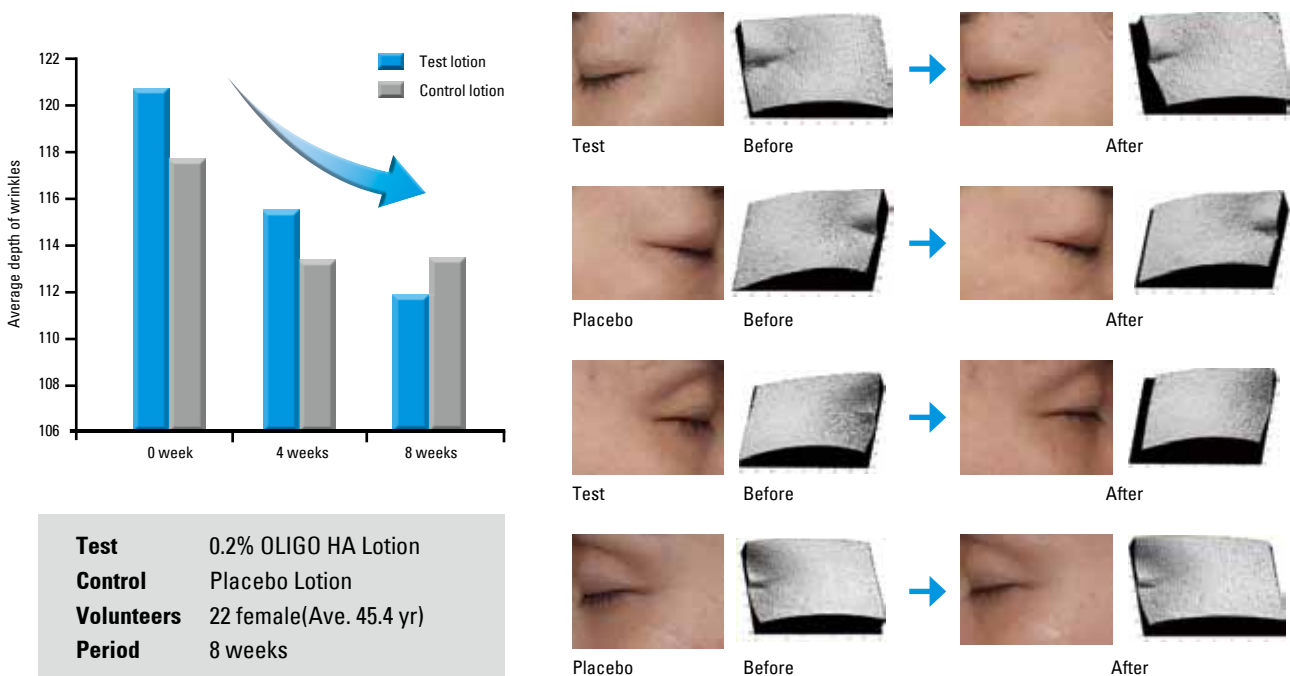 Average depth of wrinkles
122
120
118
116
114
112
110
108
106
0 week
4 weeks
8 weeks
Test lotion
Control lotion
Test 0.2% OLIGO HA Lotion
Control Placebo Lotion
Volunteers 22 female(Ave. 45.4 yr)
Period 8 weeks
Test Before After
Placebo Before After
Test Before After
Placebo Before After